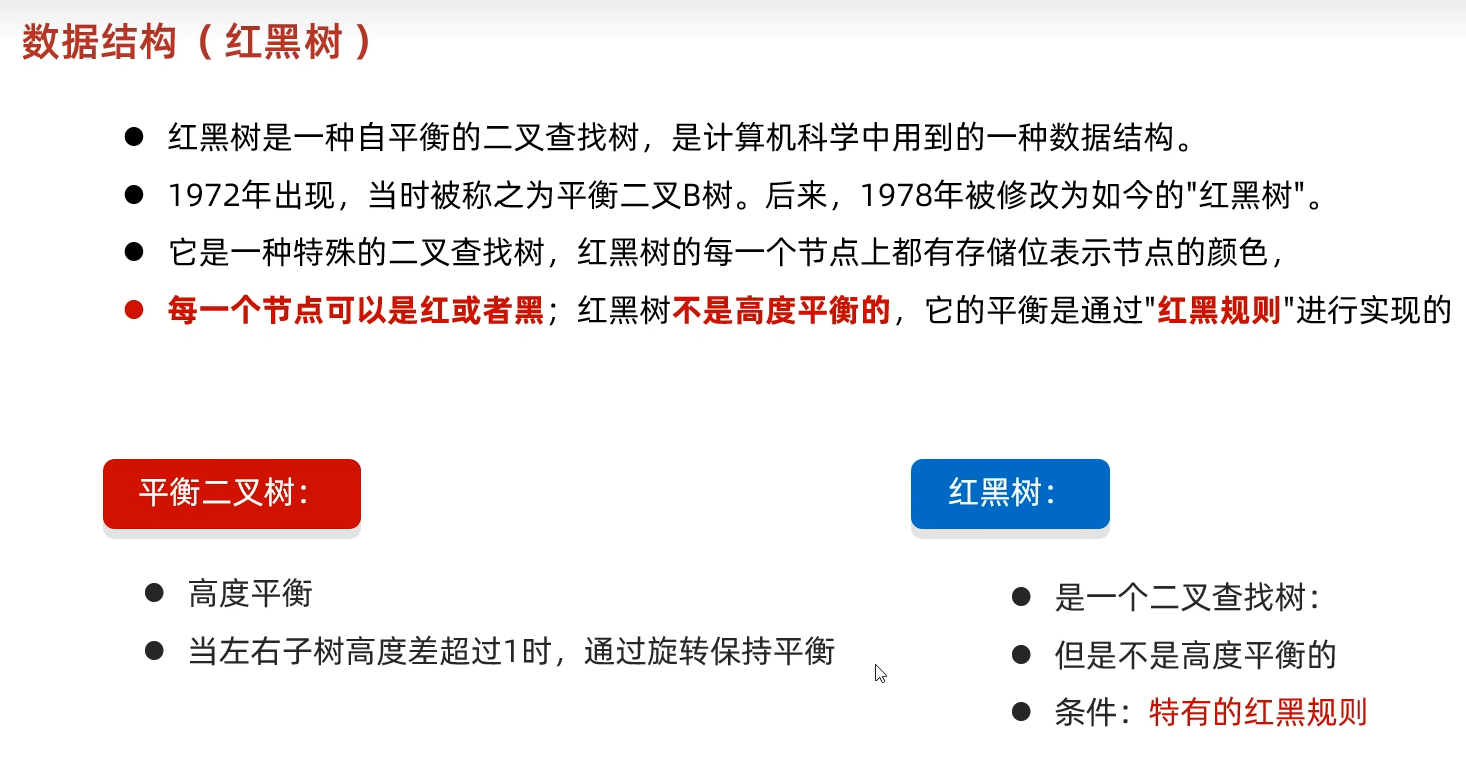 数据结构（红黑树）
红黑树是一种自平衡的二叉查找树，是计算机科学中用到的一种数据结构。
1972年出现，当时被称之为平衡二叉B树。后来，1978年被修改为如今的"红黑树"。
它是一种特殊的二叉查找树，红黑树的每一个节点上都有存储位表示节点的颜色，
每一个节点可以是红或者黑；红黑树不是高度平衡的，它的平衡是通过"红黑规则"进行实现的
平衡二叉树：
高度平衡
当左右子树高度差超过1时，通过旋转保持平衡
红黑树：
是一个二叉查找树：
但是不是高度平衡的
条件：特有的红黑规则